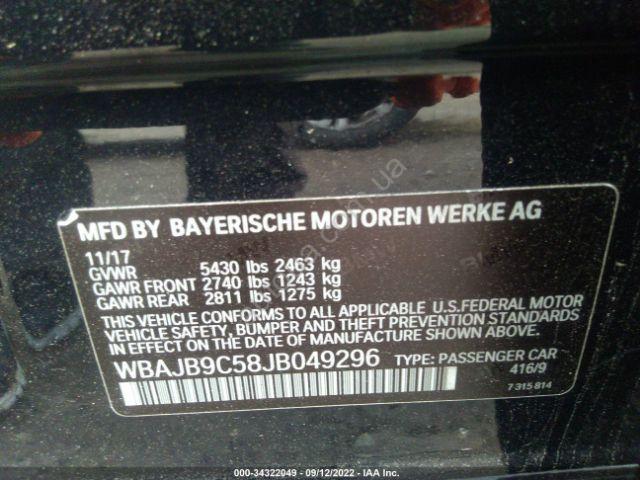 MFD BY BAYERISCHE MOTOREN WERKE AG
11/17
GVWR 5430 lbs 2463 kg
GAWR FRONT 2740 lbs 1243 kg
GAWR REAR 2811 lbs 1275 kg
THIS VEHICLE CONFORMS TO ALL APPLICABLE U.S.FEDERAL MOTOR
VEHICLE SAFETY, BUMPER AND THEFT PREVENTION STANDARDS
IN EFFECT ON THE DATE OF MANUFACTURE SHOWN ABOVE.
WBAJB9C58JB049296 TYPE: PASSENGER CAR
416/9
7 315 814
000-34322049 - 09/12/2022 - IAA Inc.